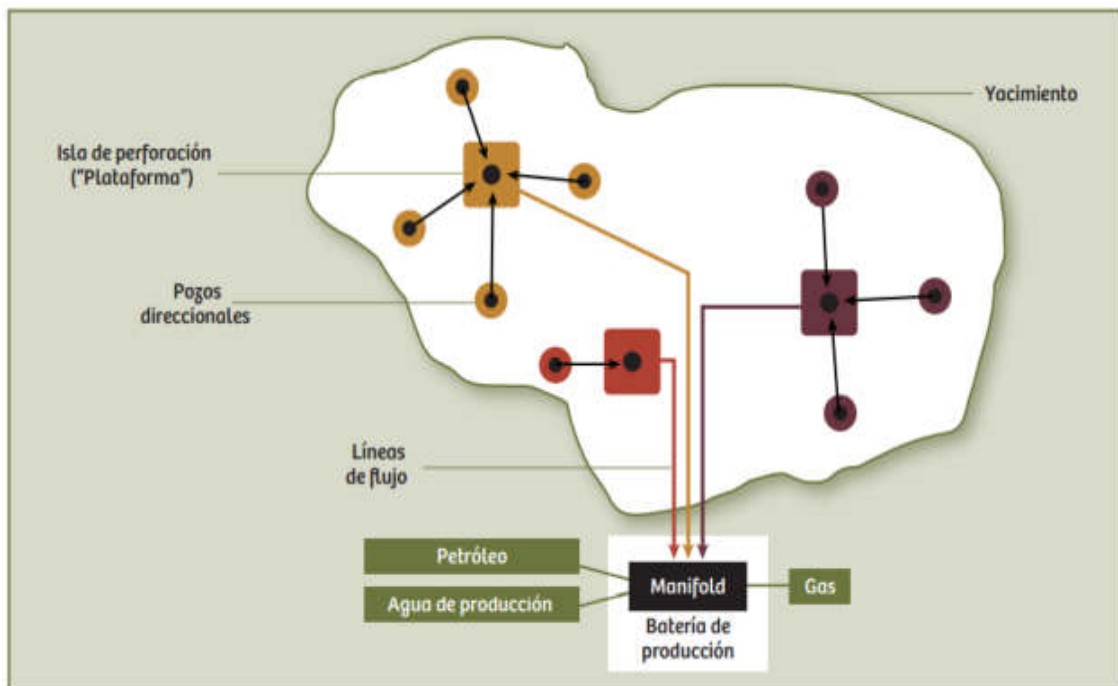 Yacimiento
Isla de perforación
("Plataforma")
Pozos
direccionales
Líneas
de flujo
Petróleo
Agua de producción
Manifold
Gas
Batería de
producción